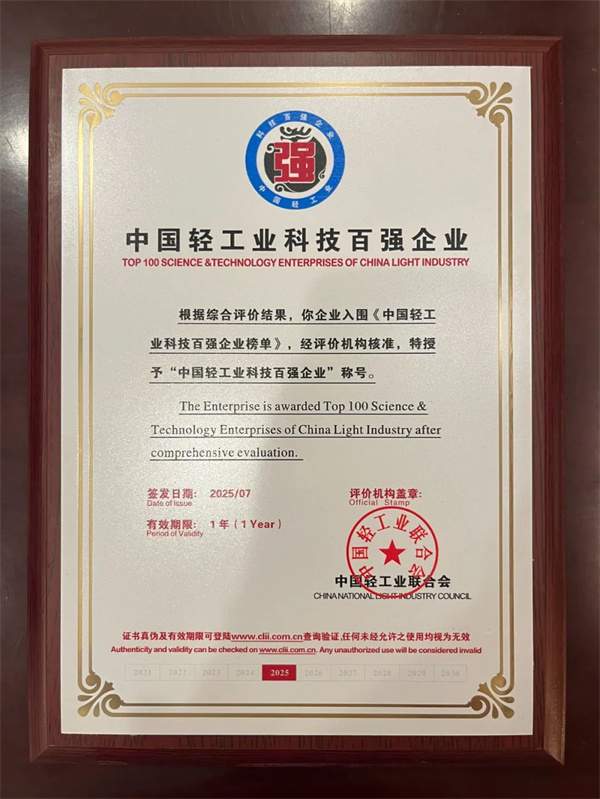 科技百强企业
强
中国轻工业
中国轻工业科技百强企业
TOP 100 SCIENCE &TECHNOLOGY ENTERPRISES OF CHINA LIGHT INDUSTRY
根据综合评价结果，你企业入围《中国轻工
业科技百强企业榜单》，经评价机构核准，特授
予“中国轻工业科技百强企业”称号。
The Enterprise is awarded Top 100 Science &
Technology Enterprises of China Light Industry after
comprehensive evaluation.
签发日期： 2025/07 评价机构盖章：
Date of Issue Official Stamp
有效期限： 1 年（1 Year）
Period of Validity
中国轻工业联合会
中国轻工业联合会
CHINA NATIONAL LIGHT INDUSTRY COUNCIL
证书真伪及有效期限可登陆www.clii.com.cn查询验证,任何未经允许之使用均视为无效
Authenticity and validity can be checked on www.clii.com.cn. Any unauthorized use will be considered invalid
2021 2022 2023 2024 2025 2026 2027 2028 2029 2030